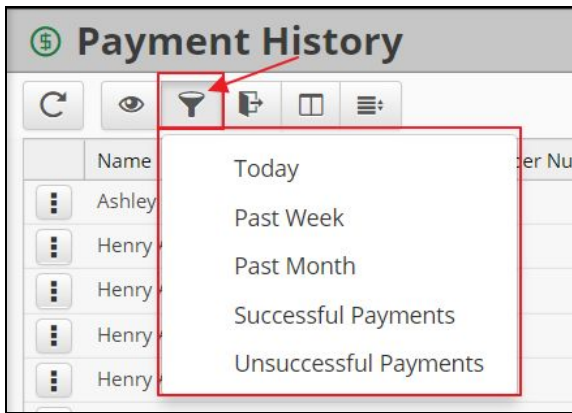 Payment History
Name
Today
Ashley
Past Week
Henry
Past Month
Henry
Successful Payments
Henry
Unsuccessful Payments
Henry